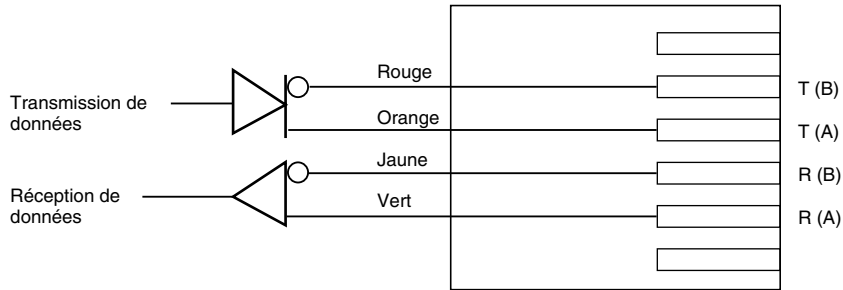 Rouge
T (B)
Transmission de
données
Orange
T (A)
Jaune
R (B)
Réception de
données
Vert
R (A)